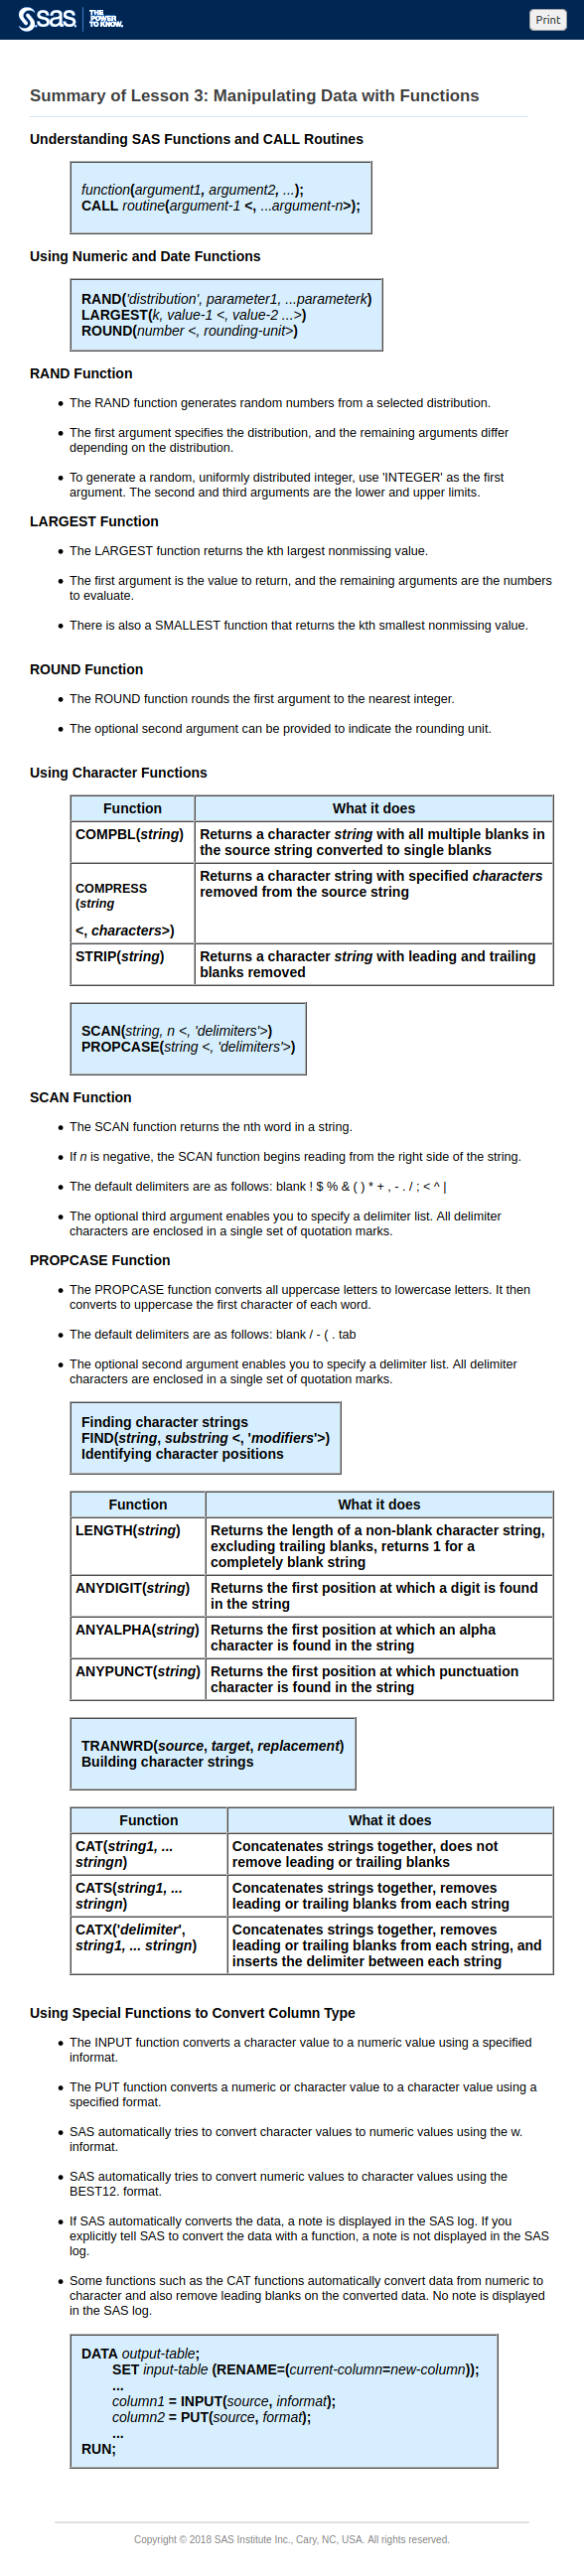 sas THE
POWER
TO KNOW.
Print
Summary of Lesson 3: Manipulating Data with Functions
Understanding SAS Functions and CALL Routines
function(argument1, argument2, ...);
CALL routine(argument-1 <, ...argument-n>);
Using Numeric and Date Functions
RAND('distribution', parameter1, ...parameterk)
LARGEST(k, value-1 <, value-2 ...>)
ROUND(number <, rounding-unit>)
RAND Function
• The RAND function generates random numbers from a selected distribution.
• The first argument specifies the distribution, and the remaining arguments differ
depending on the distribution.
• To generate a random, uniformly distributed integer, use 'INTEGER' as the first
argument. The second and third arguments are the lower and upper limits.
LARGEST Function
• The LARGEST function returns the kth largest nonmissing value.
• The first argument is the value to return, and the remaining arguments are the numbers
to evaluate.
• There is also a SMALLEST function that returns the kth smallest nonmissing value.
ROUND Function
• The ROUND function rounds the first argument to the nearest integer.
• The optional second argument can be provided to indicate the rounding unit.
Using Character Functions
Function What it does
COMPBL(string) Returns a character string with all multiple blanks in
the source string converted to single blanks
COMPRESS
(string
<, characters>)
Returns a character string with specified characters
removed from the source string
STRIP(string) Returns a character string with leading and trailing
blanks removed
SCAN(string, n <, 'delimiters'>)
PROPCASE(string <, 'delimiters'>)
SCAN Function
• The SCAN function returns the nth word in a string.
• If n is negative, the SCAN function begins reading from the right side of the string.
• The default delimiters are as follows: blank ! $ % & ( ) * + , - . / ; < ^ |
• The optional third argument enables you to specify a delimiter list. All delimiter
characters are enclosed in a single set of quotation marks.
PROPCASE Function
• The PROPCASE function converts all uppercase letters to lowercase letters. It then
converts to uppercase the first character of each word.
• The default delimiters are as follows: blank / - ( . tab
• The optional second argument enables you to specify a delimiter list. All delimiter
characters are enclosed in a single set of quotation marks.
Finding character strings
FIND(string, substring <, 'modifiers'>)
Identifying character positions
Function What it does
LENGTH(string) Returns the length of a non-blank character string,
excluding trailing blanks, returns 1 for a
completely blank string
ANYDIGIT(string) Returns the first position at which a digit is found
in the string
ANYALPHA(string) Returns the first position at which an alpha
character is found in the string
ANYPUNCT(string) Returns the first position at which punctuation
character is found in the string
TRANWRD(source, target, replacement)
Building character strings
Function What it does
CAT(string1, ...
stringn)
Concatenates strings together, does not
remove leading or trailing blanks
CATS(string1, ...
stringn)
Concatenates strings together, removes
leading or trailing blanks from each string
CATX('delimiter',
string1, ... stringn)
Concatenates strings together, removes
leading or trailing blanks from each string, and
inserts the delimiter between each string
Using Special Functions to Convert Column Type
• The INPUT function converts a character value to a numeric value using a specified
informat.
• The PUT function converts a numeric or character value to a character value using a
specified format.
• SAS automatically tries to convert character values to numeric values using the w.
informat.
• SAS automatically tries to convert numeric values to character values using the
BEST12. format.
• If SAS automatically converts the data, a note is displayed in the SAS log. If you
explicitly tell SAS to convert the data with a function, a note is not displayed in the SAS
log.
• Some functions such as the CAT functions automatically convert data from numeric to
character and also remove leading blanks on the converted data. No note is displayed
in the SAS log.
DATA output-table;
SET input-table (RENAME=(current-column=new-column));
...
column1 = INPUT(source, informat);
column2 = PUT(source, format);
...
RUN;
Copyright © 2018 SAS Institute Inc., Cary, NC, USA. All rights reserved.